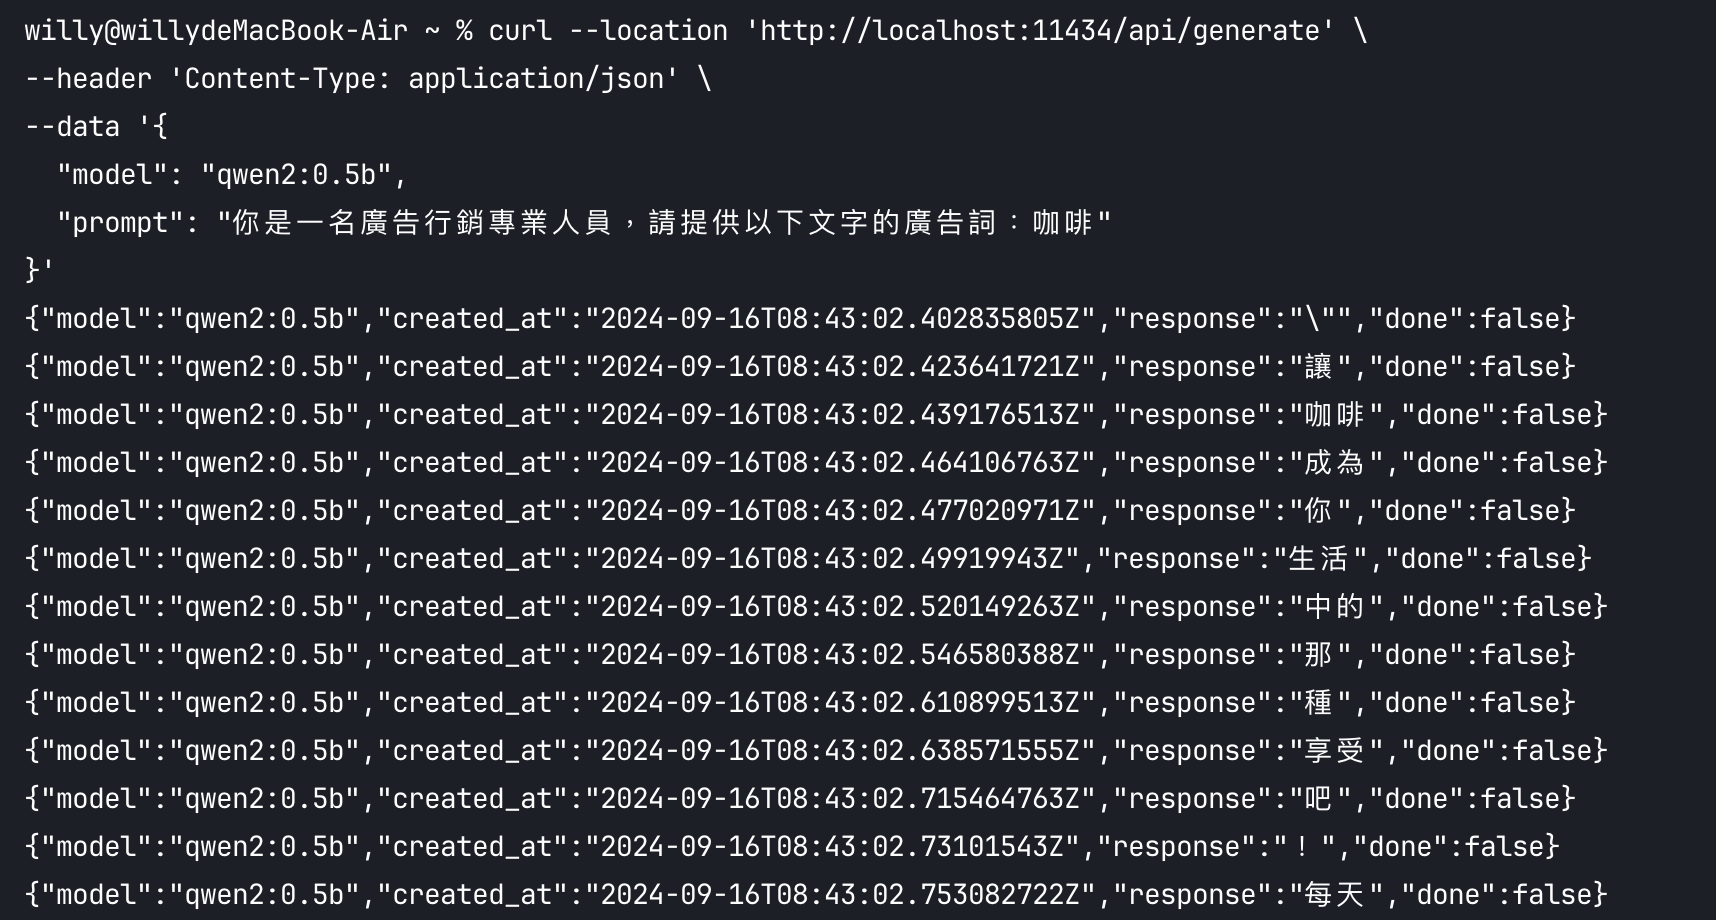 willy@willydeMacBook-Air ~ % curl --location 'http://localhost:11434/api/generate' \
--header 'Content-Type: application/json' \
--data '{
  "model": "qwen2:0.5b",
  "prompt": "你是一名廣告行銷專業人員，請提供以下文字的廣告詞：咖啡"
}'
{"model":"qwen2:0.5b","created_at":"2024-09-16T08:43:02.402835805Z","response":"\"","done":false}
{"model":"qwen2:0.5b","created_at":"2024-09-16T08:43:02.423641721Z","response":"讓","done":false}
{"model":"qwen2:0.5b","created_at":"2024-09-16T08:43:02.439176513Z","response":"咖啡","done":false}
{"model":"qwen2:0.5b","created_at":"2024-09-16T08:43:02.464106763Z","response":"成為","done":false}
{"model":"qwen2:0.5b","created_at":"2024-09-16T08:43:02.477020971Z","response":"你","done":false}
{"model":"qwen2:0.5b","created_at":"2024-09-16T08:43:02.49919943Z","response":"生活","done":false}
{"model":"qwen2:0.5b","created_at":"2024-09-16T08:43:02.520149263Z","response":"中的","done":false}
{"model":"qwen2:0.5b","created_at":"2024-09-16T08:43:02.546580388Z","response":"那","done":false}
{"model":"qwen2:0.5b","created_at":"2024-09-16T08:43:02.610899513Z","response":"種","done":false}
{"model":"qwen2:0.5b","created_at":"2024-09-16T08:43:02.638571555Z","response":"享受","done":false}
{"model":"qwen2:0.5b","created_at":"2024-09-16T08:43:02.715464763Z","response":"吧","done":false}
{"model":"qwen2:0.5b","created_at":"2024-09-16T08:43:02.73101543Z","response":"！","done":false}
{"model":"qwen2:0.5b","created_at":"2024-09-16T08:43:02.753082722Z","response":"每天","done":false}